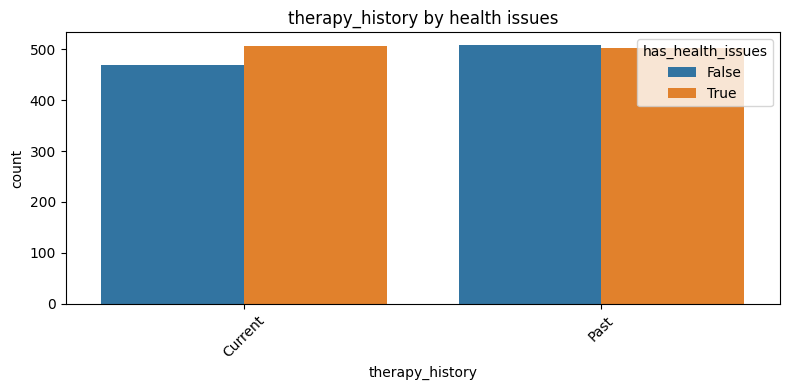 therapy_history by health issues
has_health_issues
False
True
count
500
400
300
200
100
0
Current
Past
therapy_history